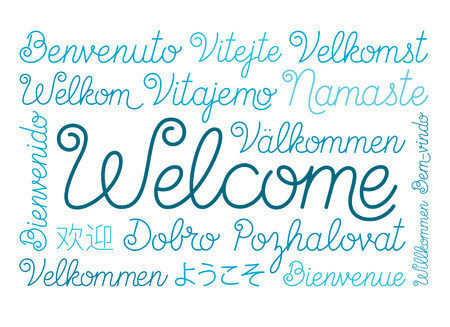 Benvenuto Vitejte Velkomst
Welkom Vitajemo Namaste
Bienvenido
Välkommen
Welcome
Bem-vindo
Willkommen
欢迎 Dobro Pozhalovat
Velkommen ようこそ Bienvenue